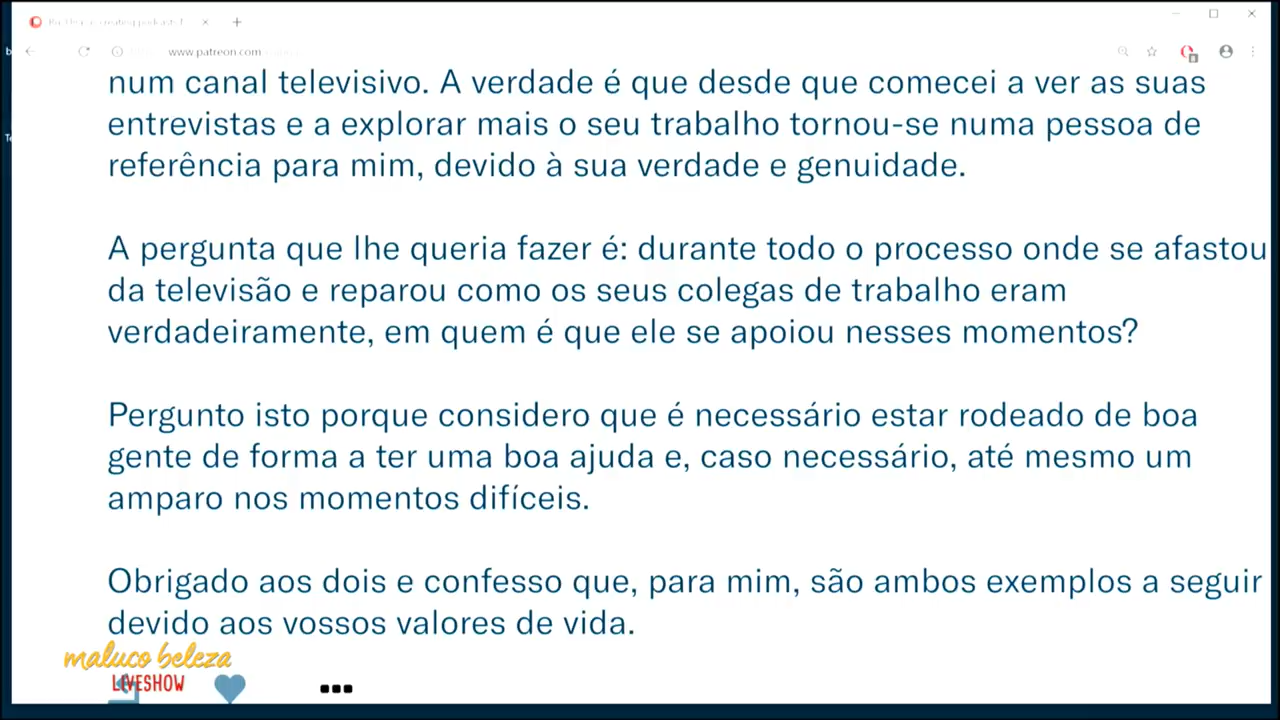 www.patreon.com
num canal televisivo. A verdade é que desde que comecei a ver as suas
entrevistas e a explorar mais o seu trabalho tornou-se numa pessoa de
referência para mim, devido à sua verdade e genuidade.
A pergunta que lhe queria fazer é: durante todo o processo onde se afastou
da televisão e reparou como os seus colegas de trabalho eram
verdadeiramente, em quem é que ele se apoiou nesses momentos?
Pergunto isto porque considero que é necessário estar rodeado de boa
gente de forma a ter uma boa ajuda e, caso necessário, até mesmo um
amparo nos momentos difíceis.
Obrigado aos dois e confesso que, para mim, são ambos exemplos a seguir
devido aos vossos valores de vida.
maluco beleza
LIVESHOW